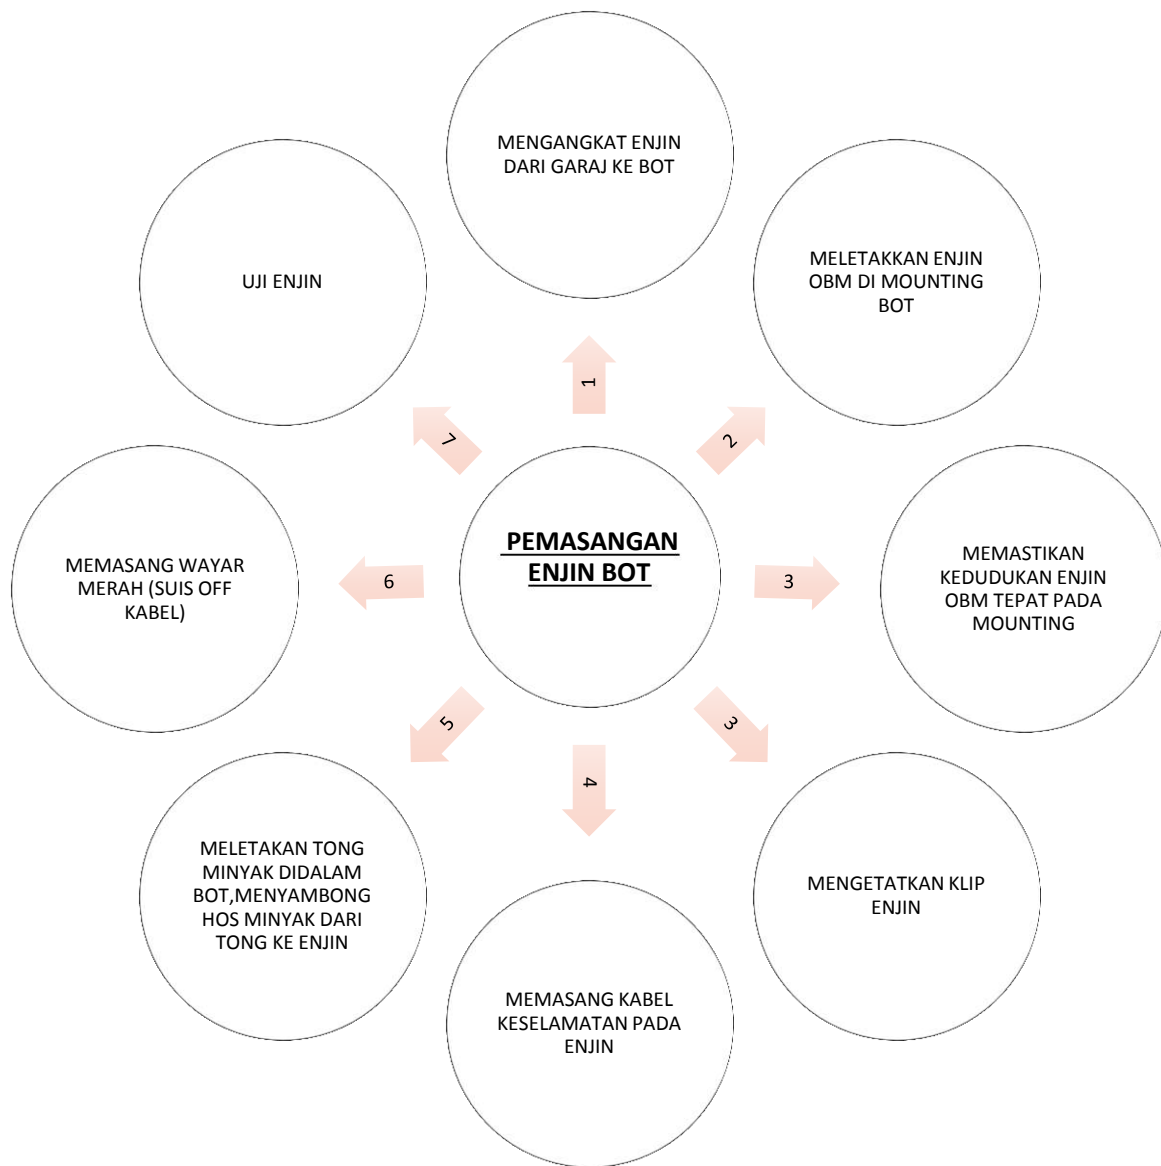 PEMASANGAN
ENJIN BOT
1
MENGANGKAT ENJIN
DARI GARAJ KE BOT
2
MELETAKKAN ENJIN
OBM DI MOUNTING
BOT
3
MEMASTIKAN
KEDUDUKAN ENJIN
OBM TEPAT PADA
MOUNTING
3
MENGETATKAN KLIP
ENJIN
4
MEMASANG KABEL
KESELAMATAN PADA
ENJIN
5
MELETAKAN TONG
MINYAK DIDALAM
BOT,MENYAMBONG
HOS MINYAK DARI
TONG KE ENJIN
6
MEMASANG WAYAR
MERAH (SUIS OFF
KABEL)
7
UJI ENJIN